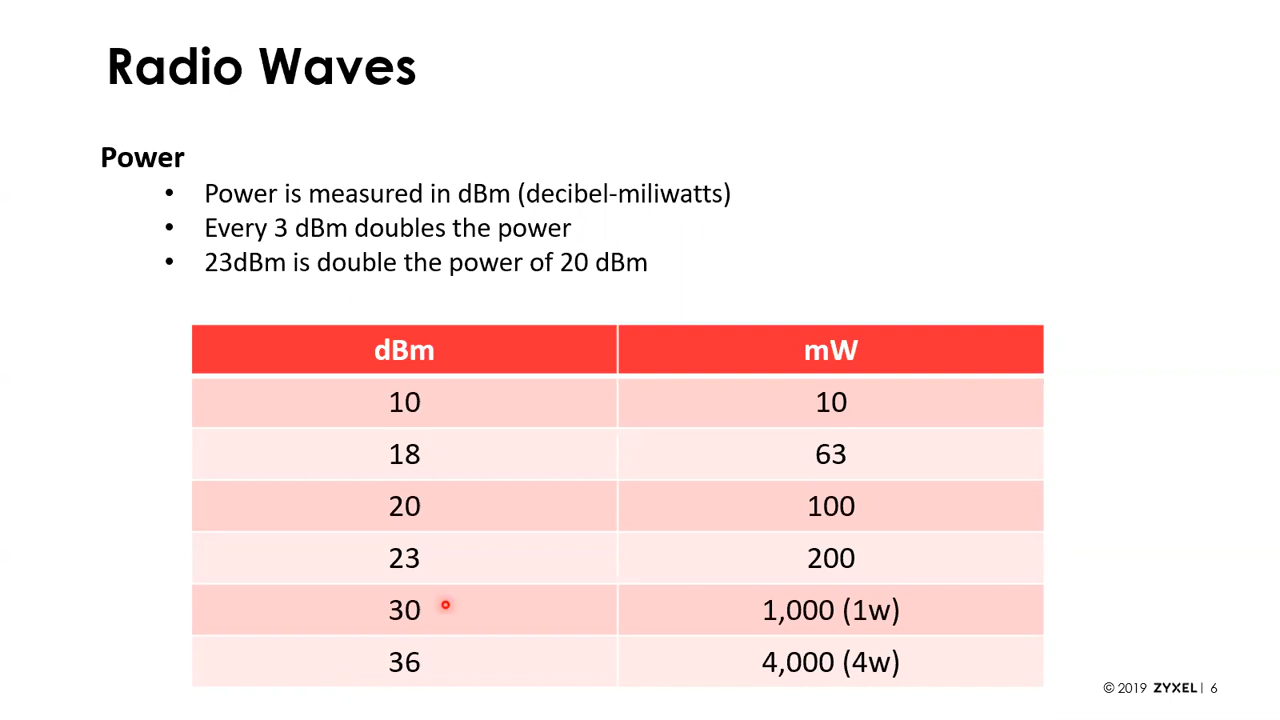 Radio Waves
Power
• Power is measured in dBm (decibel-miliwatts)
• Every 3 dBm doubles the power
• 23dBm is double the power of 20 dBm
dBm mW
10 10
18 63
20 100
23 200
30 1,000 (1w)
36 4,000 (4w)
© 2019 ZYXEL | 6